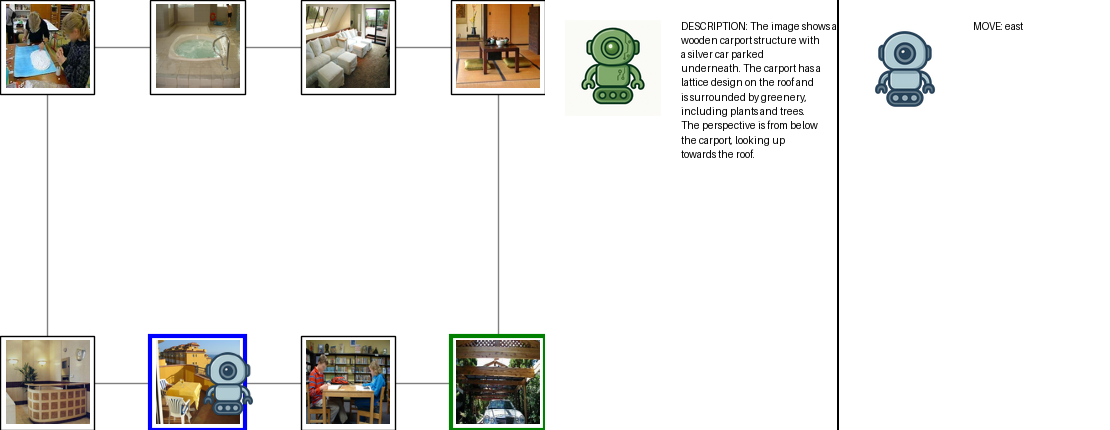 DESCRIPTION: The image shows a
wooden carport structure with
a silver car parked
underneath. The carport has a
lattice design on the roof and
is surrounded by greenery,
including plants and trees.
The perspective is from below
the carport, looking up
towards the roof.
MOVE: east